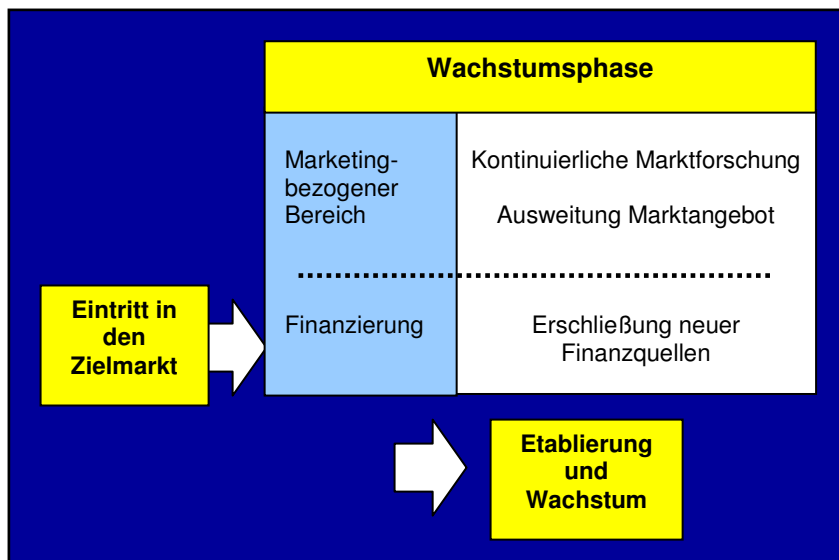 Wachstumsphase
Marketing-
bezogener
Bereich
Kontinuierliche Marktforschung
Ausweitung Marktangebot
Eintritt in
den
Zielmarkt
Finanzierung
Erschließung neuer
Finanzquellen
Etablierung
und
Wachstum